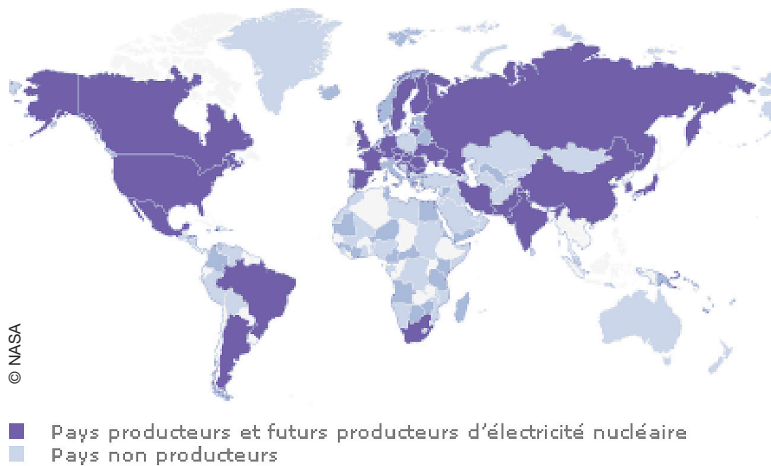 © NASA
Pays producteurs et futurs producteurs d'électricité nucléaire
Pays non producteurs